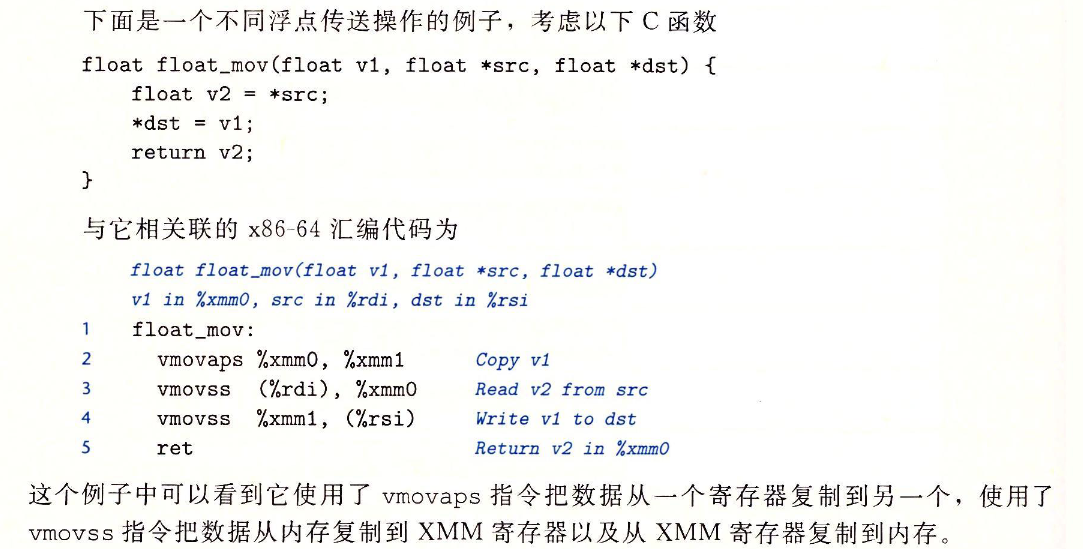 下面是一个不同浮点传送操作的例子，考虑以下 C 函数
float float_mov(float v1, float *src, float *dst) {
    float v2 = *src;
    *dst = v1;
    return v2;
}
与它相关联的 x86-64 汇编代码为
float float_mov(float v1, float *src, float *dst)
v1 in %xmm0, src in %rdi, dst in %rsi
1 float_mov:
2 vmovaps %xmm0, %xmm1 Copy v1
3 vmovss (%rdi), %xmm0 Read v2 from src
4 vmovss %xmm1, (%rsi) Write v1 to dst
5 ret Return v2 in %xmm0
这个例子中可以看到它使用了 vmovaps 指令把数据从一个寄存器复制到另一个，使用了
vmovss 指令把数据从内存复制到 XMM 寄存器以及从 XMM 寄存器复制到内存。